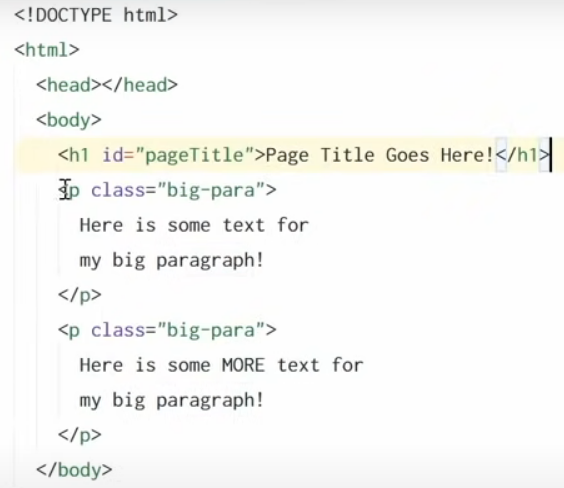 <!DOCTYPE html>
<html>
<head></head>
<body>
<h1 id="pageTitle">Page Title Goes Here!</h1>
<p class="big-para">
Here is some text for
my big paragraph!
</p>
<p class="big-para">
Here is some MORE text for
my big paragraph!
</p>
</body>